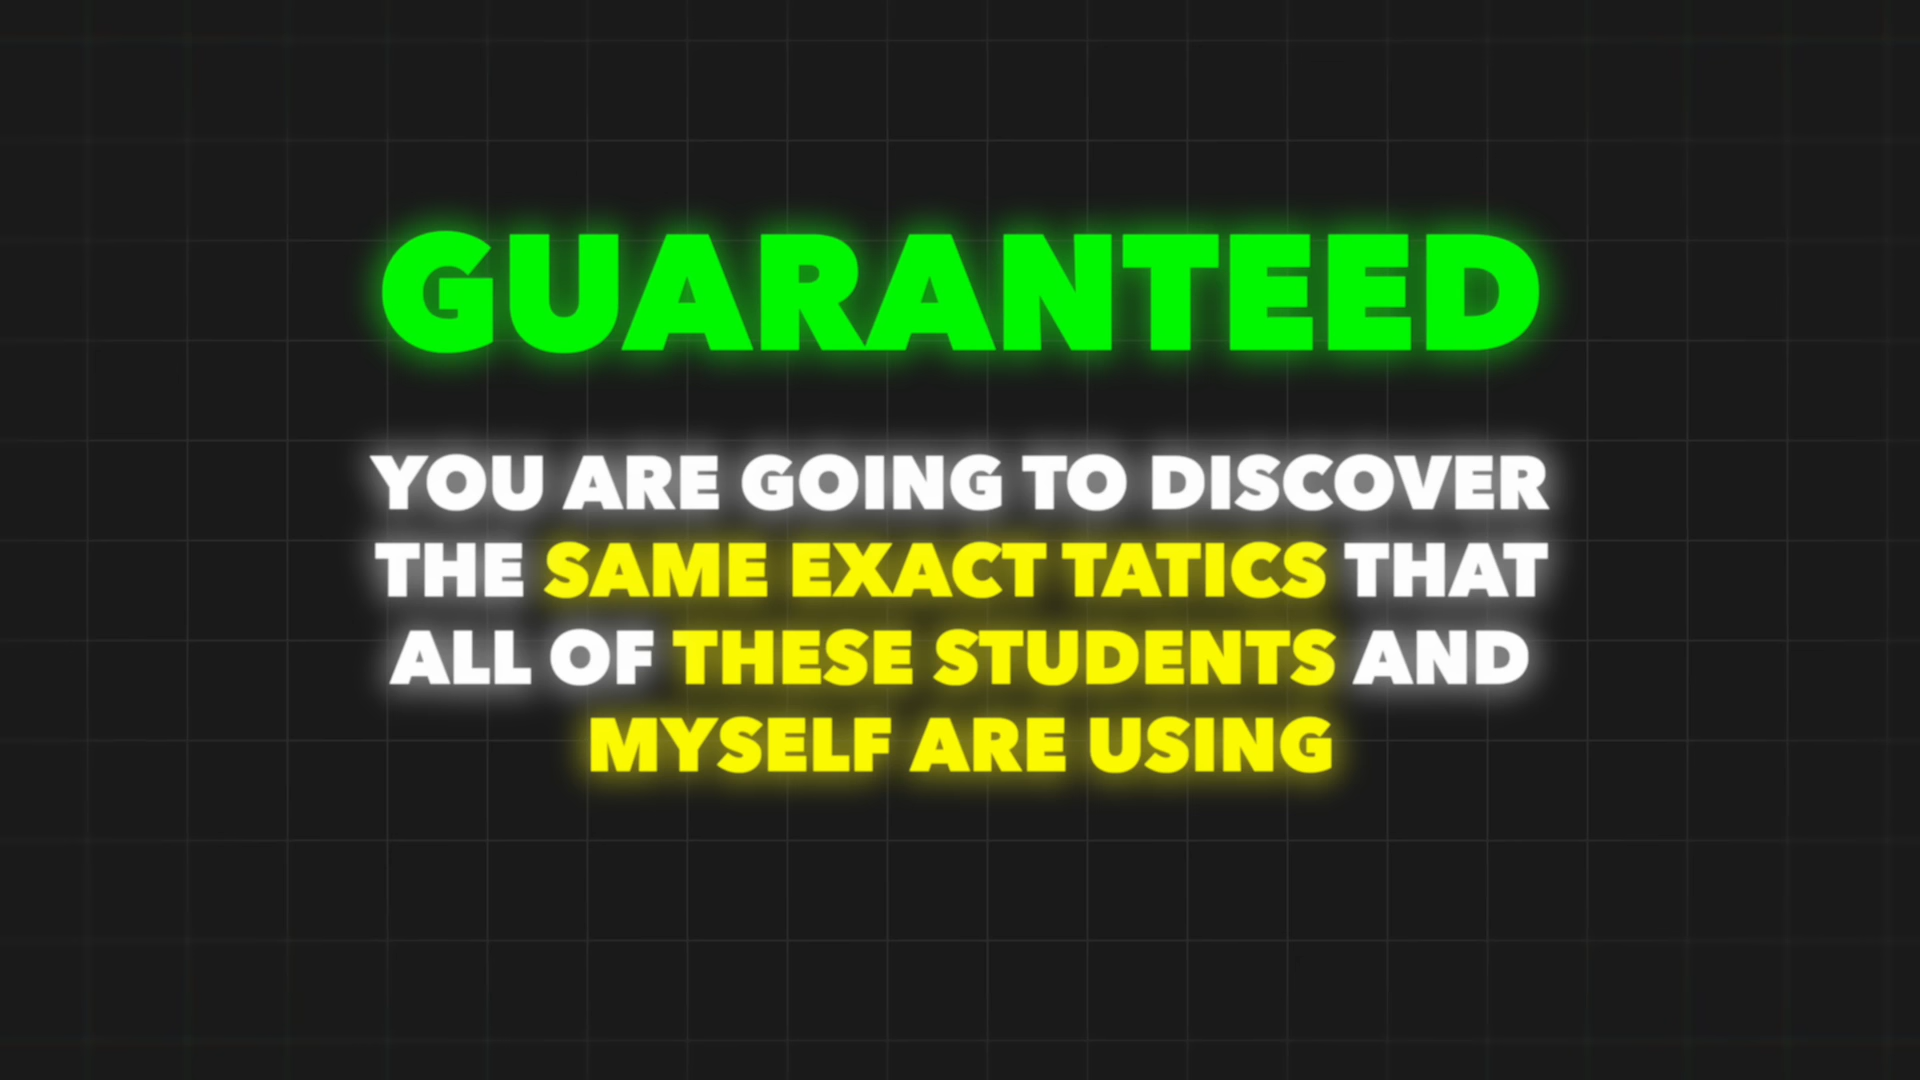 GUARANTEED
YOU ARE GOING TO DISCOVER
THE SAME EXACT TATICS THAT
ALL OF THESE STUDENTS AND
MYSELF ARE USING